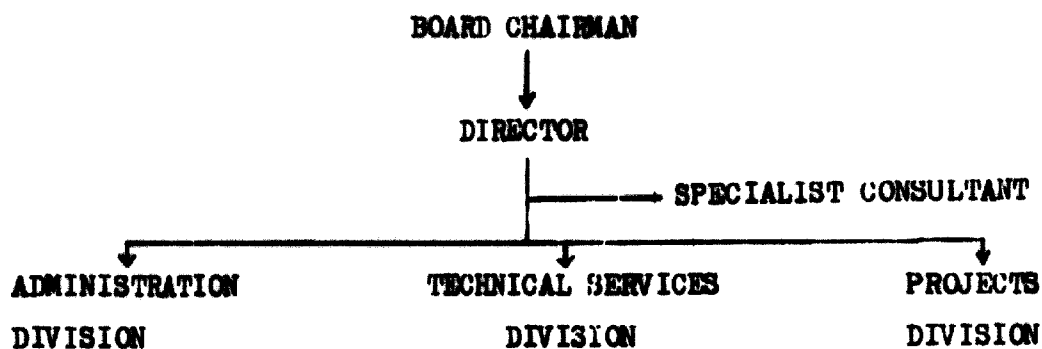 BOARD CHAIRMAN
DIRECTOR
SPECIALIST CONSULTANT
ADMINISTRATION TECHNICAL SERVICES PROJECTS
DIVISION DIVISION DIVISION